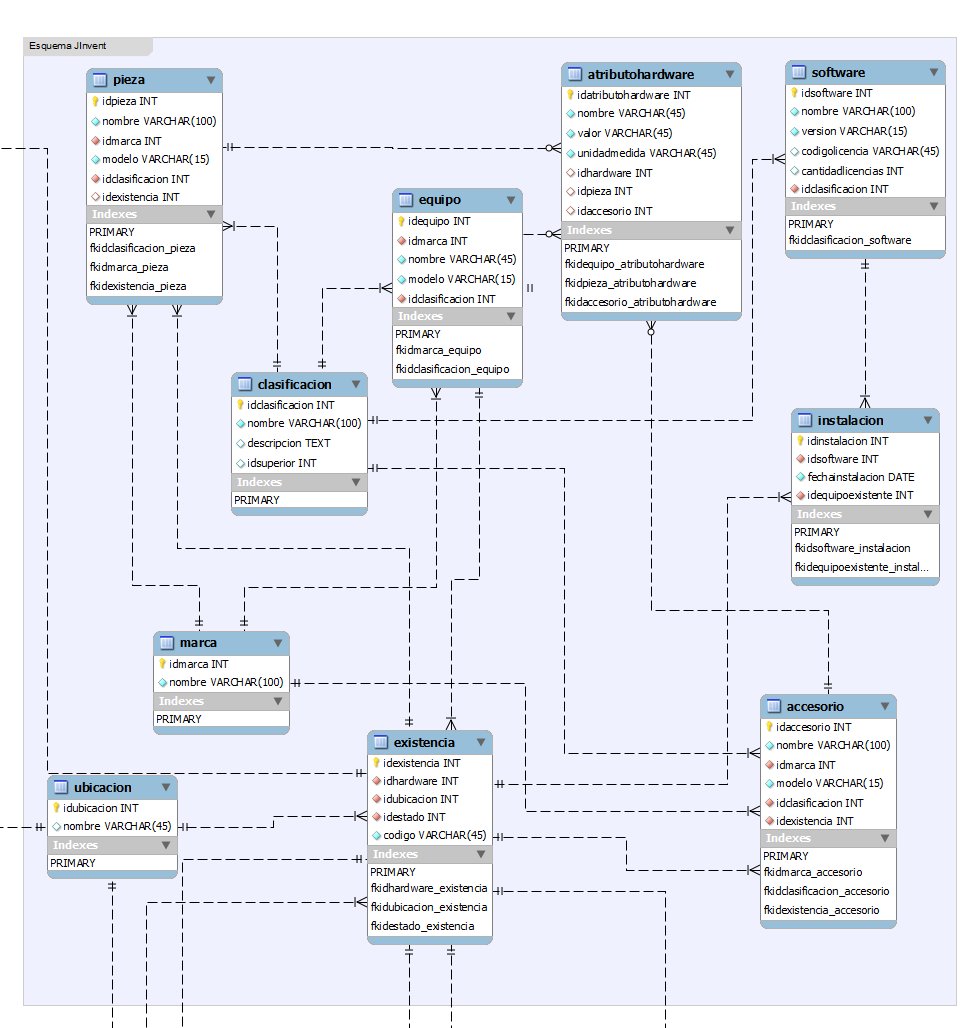 Esquema JInvent
pieza
idpieza INT
nombre VARCHAR(100)
idmarca INT
modelo VARCHAR(15)
idclasificacion INT
idexistencia INT
Indexes
PRIMARY
fkidclasificacion_pieza
fkidmarca_pieza
fkidexistencia_pieza
atributohardware
idatributohardware INT
nombre VARCHAR(45)
valor VARCHAR(45)
unidadmedida VARCHAR(45)
idhardware INT
idpieza INT
idaccesorio INT
Indexes
PRIMARY
fkidequipo_atributohardware
fkidpieza_atributohardware
fkidaccesorio_atributohardware
software
idsoftware INT
nombre VARCHAR(100)
version VARCHAR(15)
codigolicencia VARCHAR(45)
cantidadlicencias INT
idclasificacion INT
Indexes
PRIMARY
fkidclasificacion_software
equipo
idequipo INT
idmarca INT
nombre VARCHAR(45)
modelo VARCHAR(15)
idclasificacion INT
Indexes
PRIMARY
fkidmarca_equipo
fkidclasificacion_equipo
clasificacion
idclasificacion INT
nombre VARCHAR(100)
descripcion TEXT
idsuperior INT
Indexes
PRIMARY
instalacion
idinstalacion INT
idsoftware INT
fechainstalacion DATE
idequipoexistente INT
Indexes
PRIMARY
fkidsoftware_instalacion
fkidequipoexistente_instal...
marca
idmarca INT
nombre VARCHAR(100)
Indexes
PRIMARY
existencia
idexistencia INT
idhardware INT
idubicacion INT
idestado INT
codigo VARCHAR(45)
Indexes
PRIMARY
fkidhardware_existencia
fkidubicacion_existencia
fkidestado_existencia
accesorio
idaccesorio INT
nombre VARCHAR(100)
idmarca INT
modelo VARCHAR(15)
idclasificacion INT
idexistencia INT
Indexes
PRIMARY
fkidmarca_accesorio
fkidclasificacion_accesorio
fkidexistencia_accesorio
ubicacion
idubicacion INT
nombre VARCHAR(45)
Indexes
PRIMARY